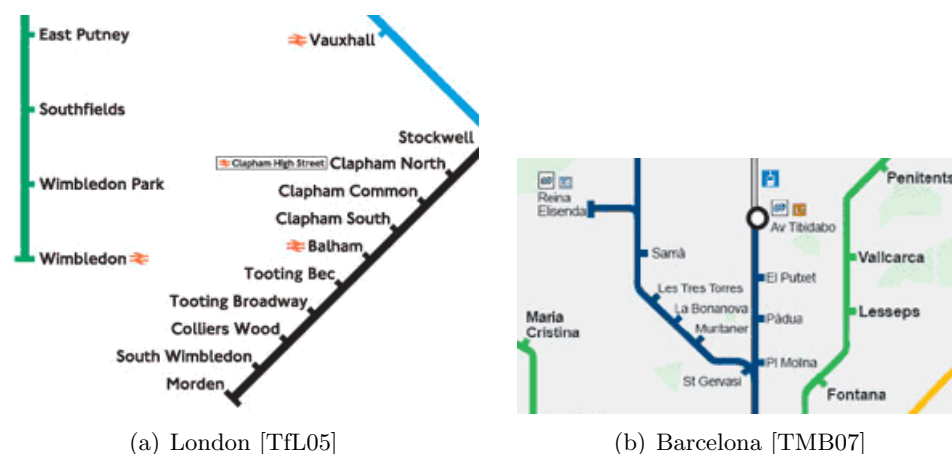 East Putney
Southfields
Wimbledon Park
Wimbledon
Vauxhall
Stockwell
Clapham High Street
Clapham North
Clapham Common
Clapham South
Balham
Tooting Bec
Tooting Broadway
Colliers Wood
South Wimbledon
Morden
(a) London [TfL05]
Reina
Elisenda
Sarrià
Les Tres Torres
La Bonanova
Muntaner
St Gervasi
Maria
Cristina
Av Tibidabo
El Putxet
Pàdua
Pl Molina
Penitents
Vallcarca
Lesseps
Fontana
(b) Barcelona [TMB07]